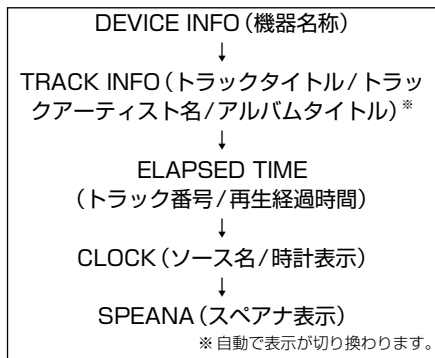 DEVICE INFO（機器名称）
↓
TRACK INFO（トラックタイトル/トラッ
クアーティスト名/アルバムタイトル）※
↓
ELAPSED TIME
（トラック番号/再生経過時間）
↓
CLOCK（ソース名/時計表示）
↓
SPEANA（スペアナ表示）
※自動で表示が切り換わります。